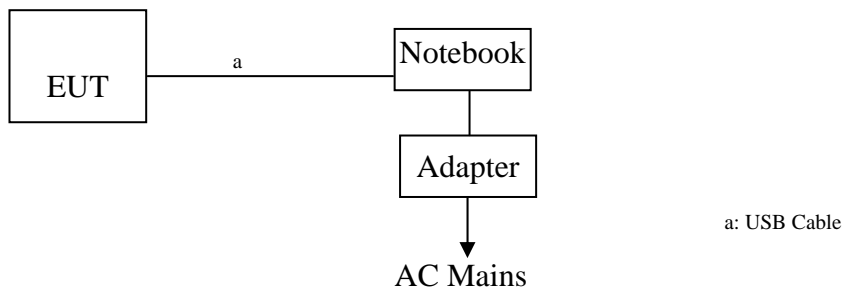 EUT
a
Notebook
Adapter
a: USB Cable
AC Mains